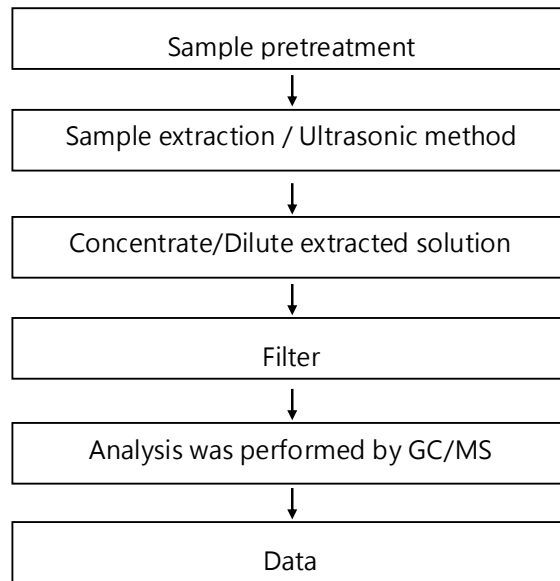 Sample pretreatment
Sample extraction / Ultrasonic method
Concentrate/Dilute extracted solution
Filter
Analysis was performed by GC/MS
Data